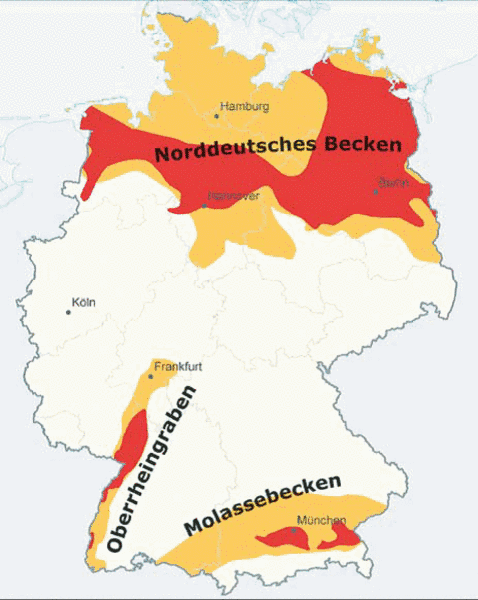 Hamburg
Norddeutsches Becken
Berlin
Hannover
Köln
Frankfurt
Oberrheingraben
Molassebecken
München